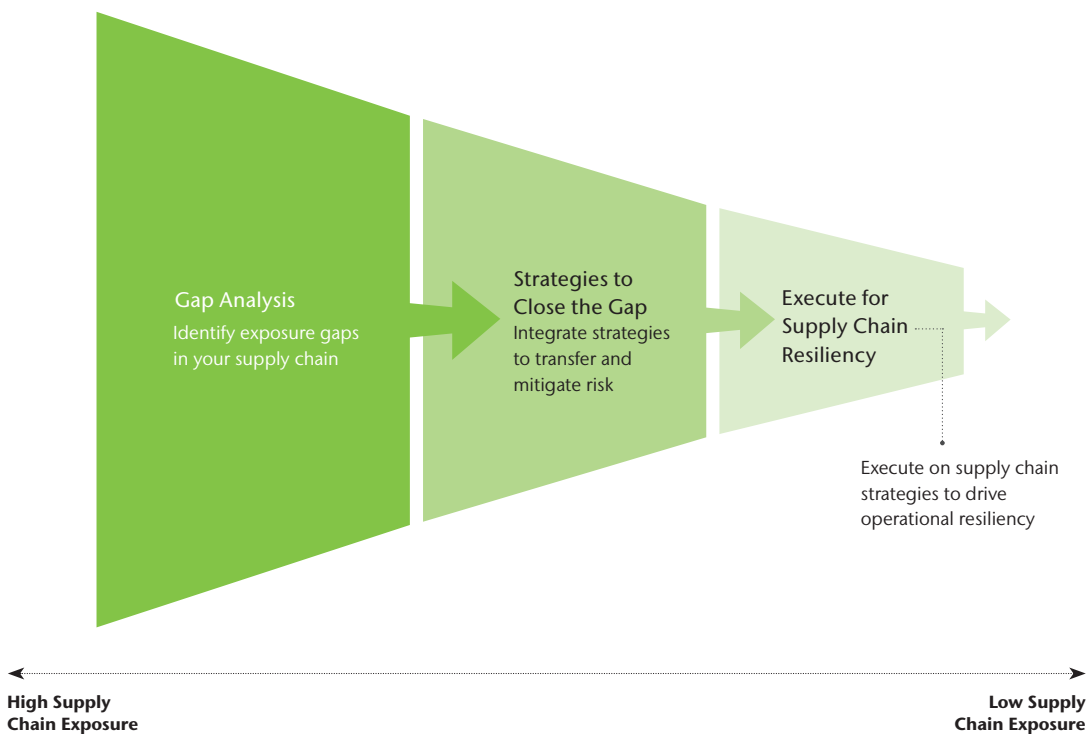 Gap Analysis
Identify exposure gaps
in your supply chain
Strategies to
Close the Gap
Integrate strategies
to transfer and
mitigate risk
Execute for
Supply Chain
Resiliency
Execute on supply chain
strategies to drive
operational resiliency
High Supply
Chain Exposure
Low Supply
Chain Exposure